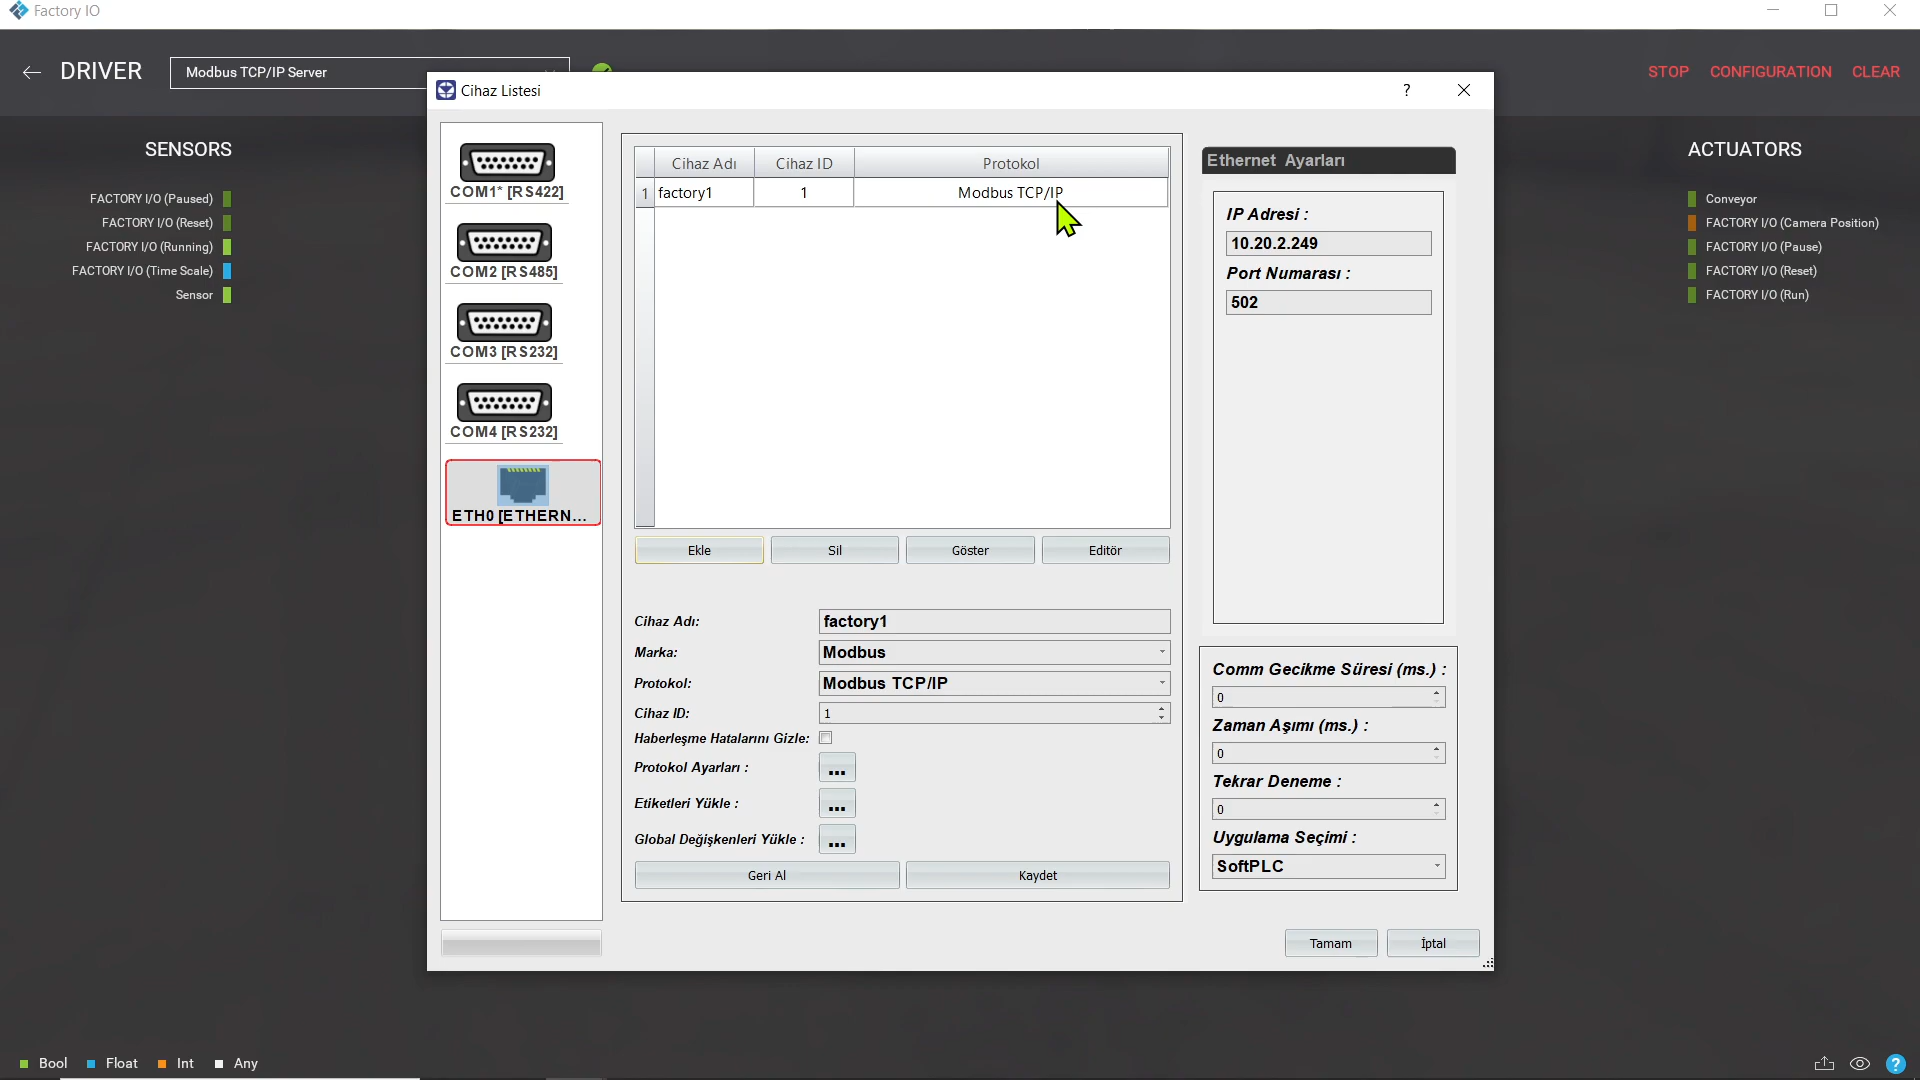 Factory IO
DRIVER
Modbus TCP/IP Server
STOP CONFIGURATION CLEAR
SENSORS
FACTORY I/O (Paused)
FACTORY I/O (Reset)
FACTORY I/O (Running)
FACTORY I/O (Time Scale)
Sensor
Cihaz Listesi
?
COM1* [RS422]
COM2 [RS485]
COM3 [RS232]
COM4 [RS232]
ETH0 [ETHERN...
Cihaz Adı Cihaz ID Protokol
1 factory1 1 Modbus TCP/IP
Ekle Sil Göster Editör
Cihaz Adı: factory1
Marka: Modbus
Protokol: Modbus TCP/IP
Cihaz ID: 1
Haberleşme Hatalarını Gizle:
Protokol Ayarları : ...
Etiketleri Yükle : ...
Global Değişkenleri Yükle : ...
Geri Al Kaydet
Ethernet Ayarları
IP Adresi :
10.20.2.249
Port Numarası :
502
Comm Gecikme Süresi (ms.) :
0
Zaman Aşımı (ms.) :
0
Tekrar Deneme :
0
Uygulama Seçimi :
SoftPLC
Tamam İptal
ACTUATORS
Conveyor
FACTORY I/O (Camera Position)
FACTORY I/O (Pause)
FACTORY I/O (Reset)
FACTORY I/O (Run)
Bool Float Int Any
?